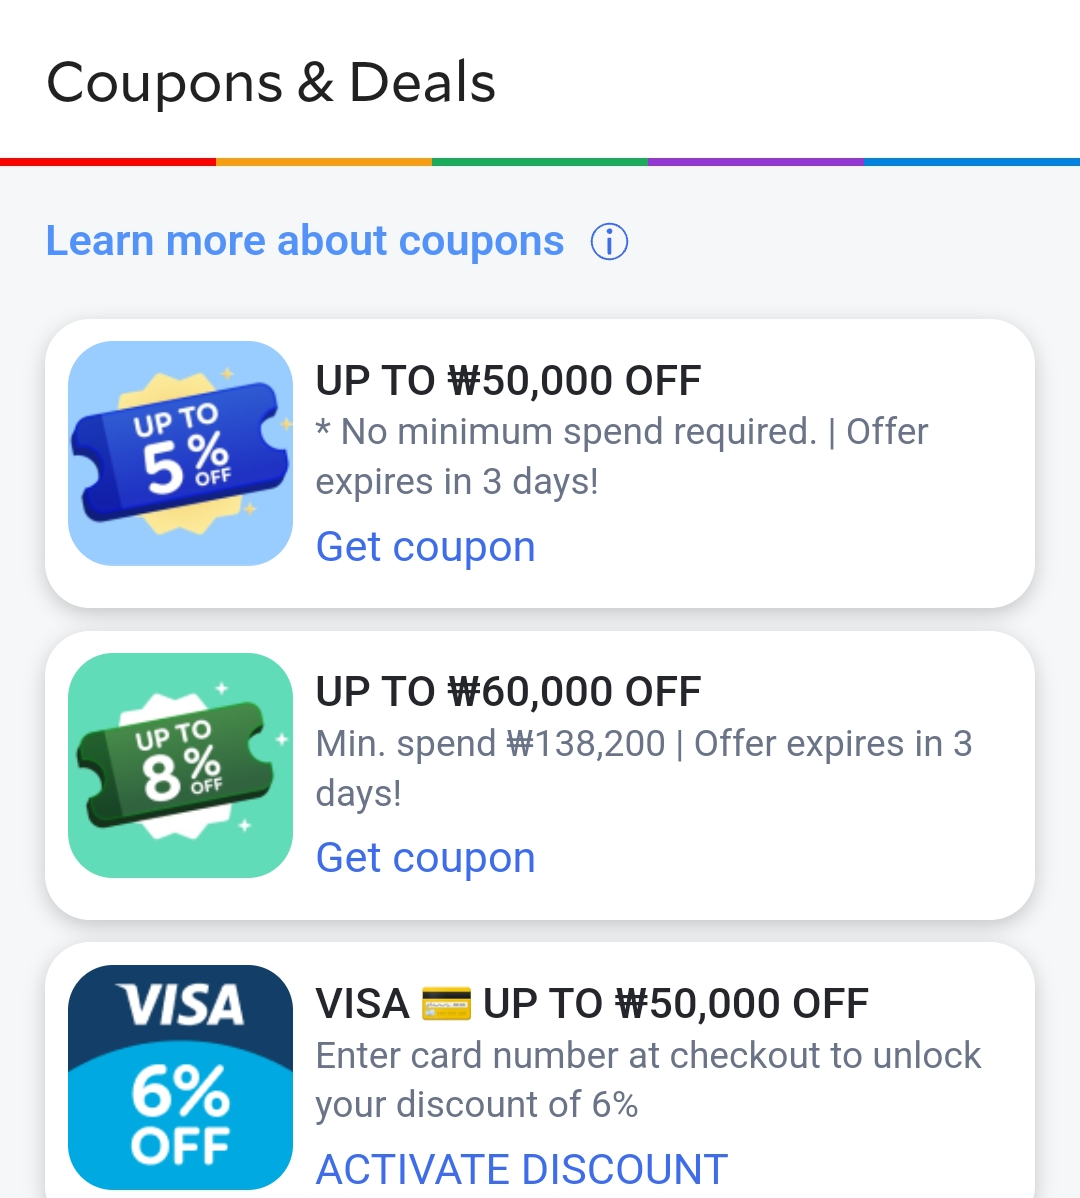 Coupons & Deals
Learn more about coupons
UP TO
5%
OFF
UP TO ₩50,000 OFF
* No minimum spend required. | Offer
expires in 3 days!
Get coupon
UP TO
8%
OFF
UP TO ₩60,000 OFF
Min. spend ₩138,200 | Offer expires in 3
days!
Get coupon
VISA
6%
OFF
VISA 💳 UP TO ₩50,000 OFF
Enter card number at checkout to unlock
your discount of 6%
ACTIVATE DISCOUNT